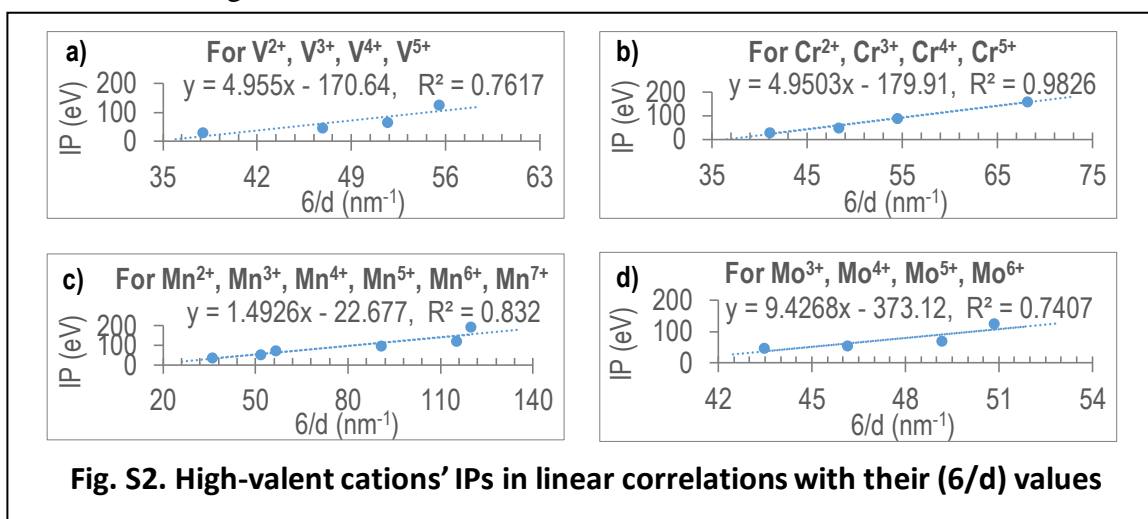 a)
For V²⁺, V³⁺, V⁴⁺, V⁵⁺
y = 4.955x - 170.64, R² = 0.7617
IP (eV)
200
100
0
35 42 49 56 63
6/d (nm⁻¹)
b)
For Cr²⁺, Cr³⁺, Cr⁴⁺, Cr⁵⁺
y = 4.9503x - 179.91, R² = 0.9826
IP (eV)
200
100
0
35 45 55 65 75
6/d (nm⁻¹)
c)
For Mn²⁺, Mn³⁺, Mn⁴⁺, Mn⁵⁺, Mn⁶⁺, Mn⁷⁺
y = 1.4926x - 22.677, R² = 0.832
IP (eV)
200
100
0
20 50 80 110 140
6/d (nm⁻¹)
d)
For Mo³⁺, Mo⁴⁺, Mo⁵⁺, Mo⁶⁺
y = 9.4268x - 373.12, R² = 0.7407
IP (eV)
200
100
0
42 45 48 51 54
6/d (nm⁻¹)
Fig. S2. High-valent cations' IPs in linear correlations with their (6/d) values